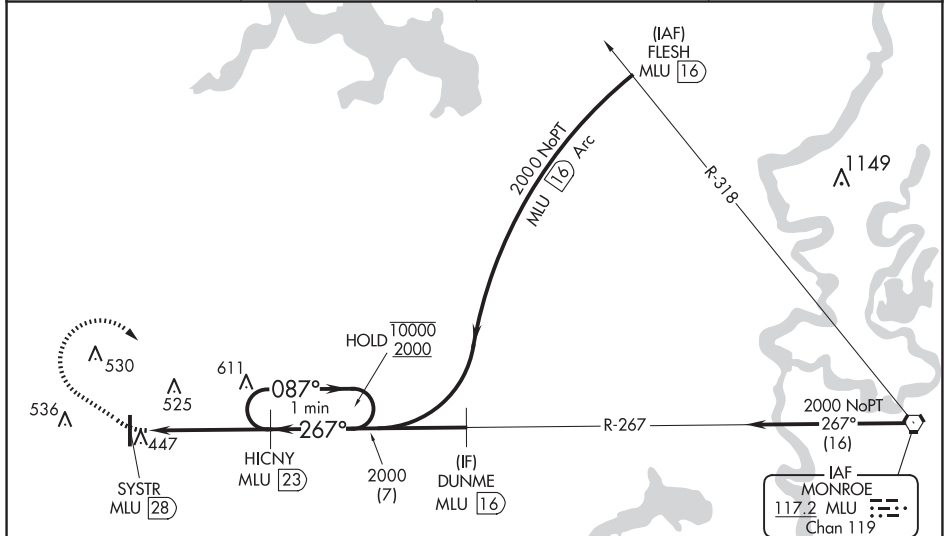 (IAF)
FLESH
MLU 16
2000 NoPT
MLU 16 Arc
R-318
1149
HOLD 10000
2000
530
611
525
536
447
087°
1 min
267°
HICNY
MLU 23
SYSTR
MLU 28
2000
(7)
(IF)
DUNME
MLU 16
R-267
2000 NoPT
267°
(16)
IAF
MONROE
117.2 MLU
Chan 119